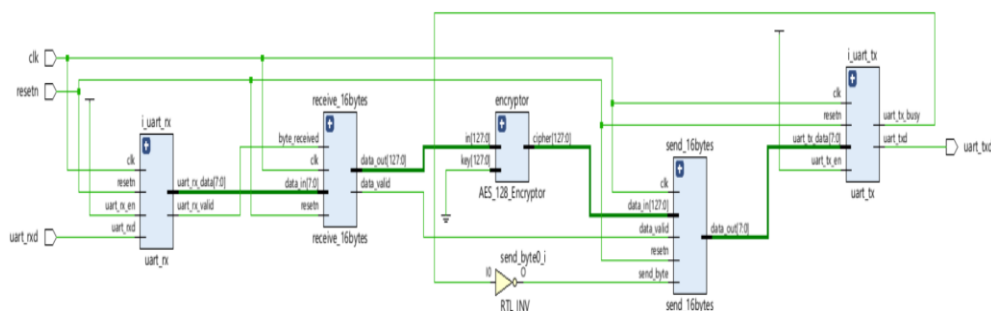 clk
resetn
uart_rxd
i_uart_rx
clk
resetn
uart_rx_en
uart_rxd
uart_rx_data[7:0]
uart_rx_valid
uart_rx
receive_16bytes
byte_received
clk
data_in[7:0]
resetn
data_out[127:0]
data_valid
receive_16bytes
encryptor
in[127:0]
key[127:0]
cipher[127:0]
AES_128_Encryptor
send_byte0_i
I0
O
RTL_INV
send_16bytes
clk
data_in[127:0]
data_valid
resetn
send_byte
data_out[7:0]
send_16bytes
i_uart_tx
clk
resetn
uart_tx_data[7:0]
uart_tx_en
uart_tx_busy
uart_txd
uart_tx
uart_txd